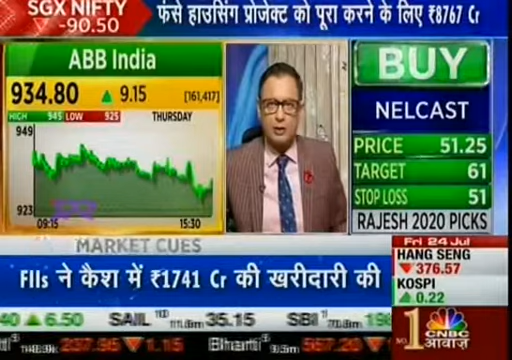 SGX NIFTY
-90.50
फंसे हाउसिंग प्रोजेक्ट को पूरा करने के लिए ₹8767 Cr
ABB India
934.80 ▲ 9.15 [161,417]
HIGH 945 LOW 925 THURSDAY
949
923
09:15 15:30
BUY
NELCAST
PRICE 51.25
TARGET 61
STOP LOSS 51
RAJESH 2020 PICKS
MARKET CUES
FIIs ने कैश में ₹1741 Cr की खरीदारी की
Fri 24 Jul
HANG SENG
▼ 376.57
KOSPI
▲ 0.22
40 ▲ 6.50 SAIL 35.15 SBI
▼ 1.15 Bharti
No.1 CNBC
आवाज़